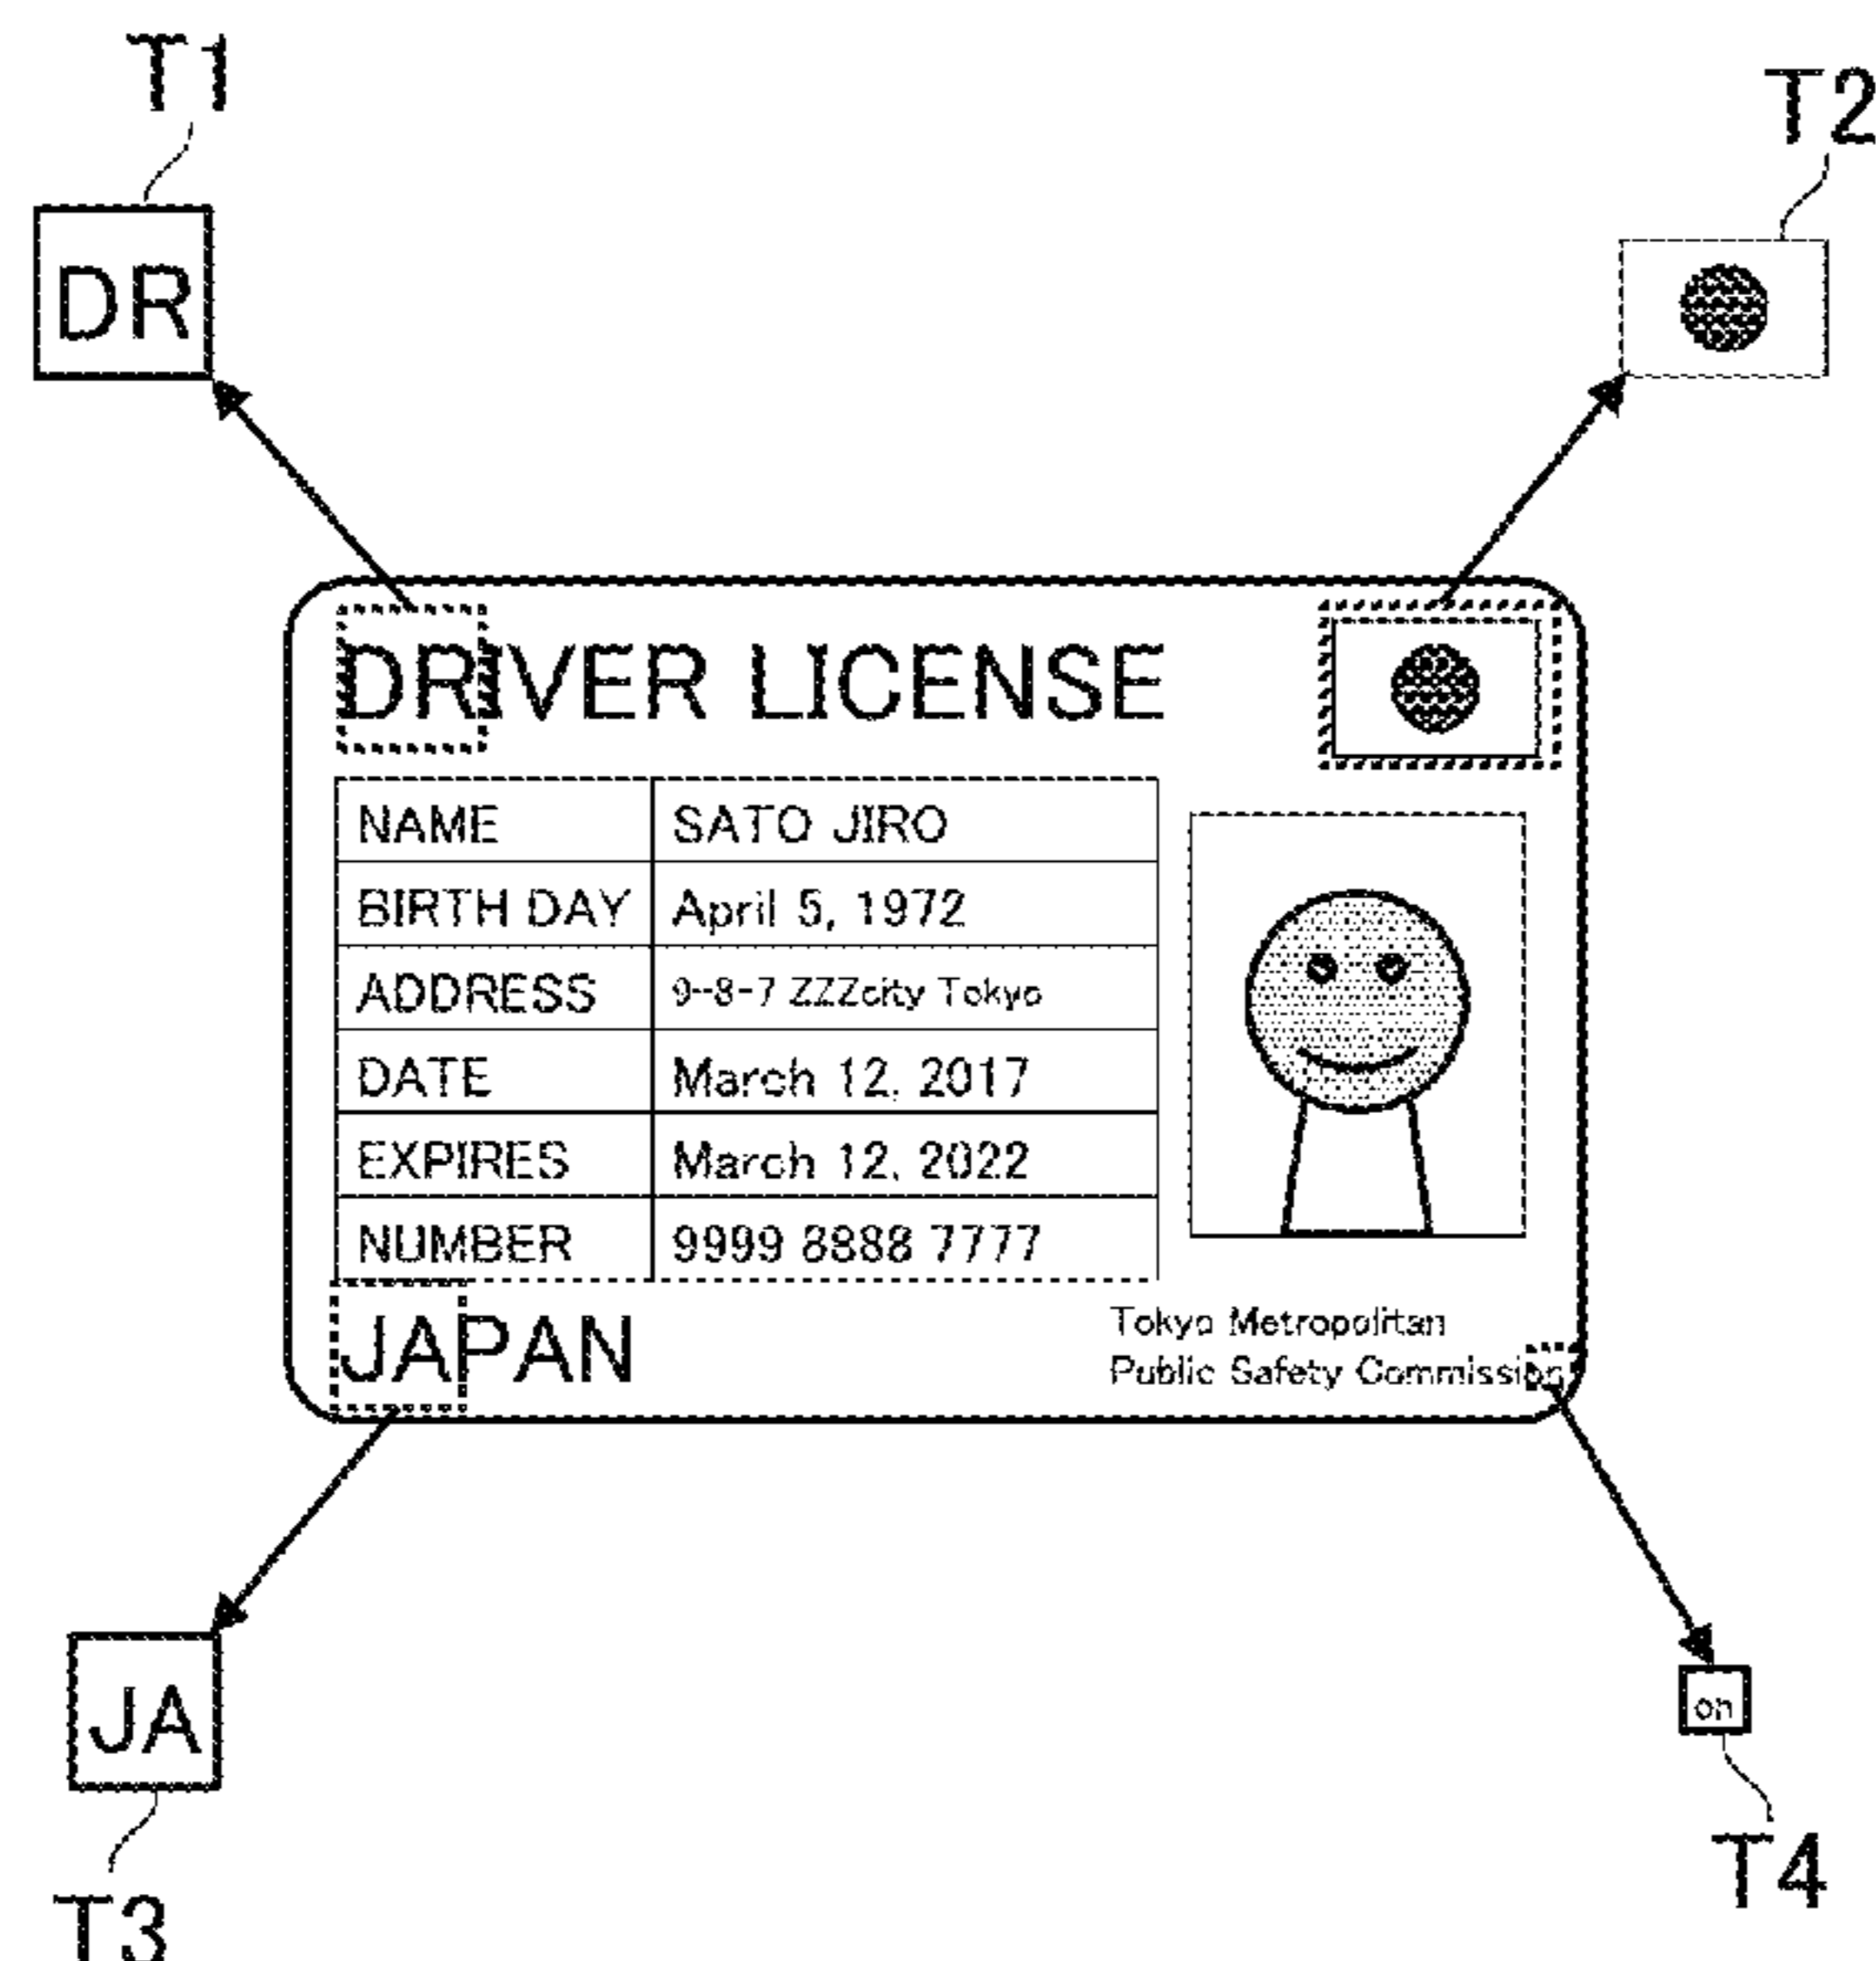 T1
T2
DR
DRIVER LICENSE
NAME SATO JIRO
BIRTH DAY April 5, 1972
ADDRESS 9-8-7 ZZZcity Tokyo
DATE March 12, 2017
EXPIRES March 12, 2022
NUMBER 9999 8888 7777
JAPAN
Tokyo Metropolitan
Public Safety Commission
JA
on
T3
T4